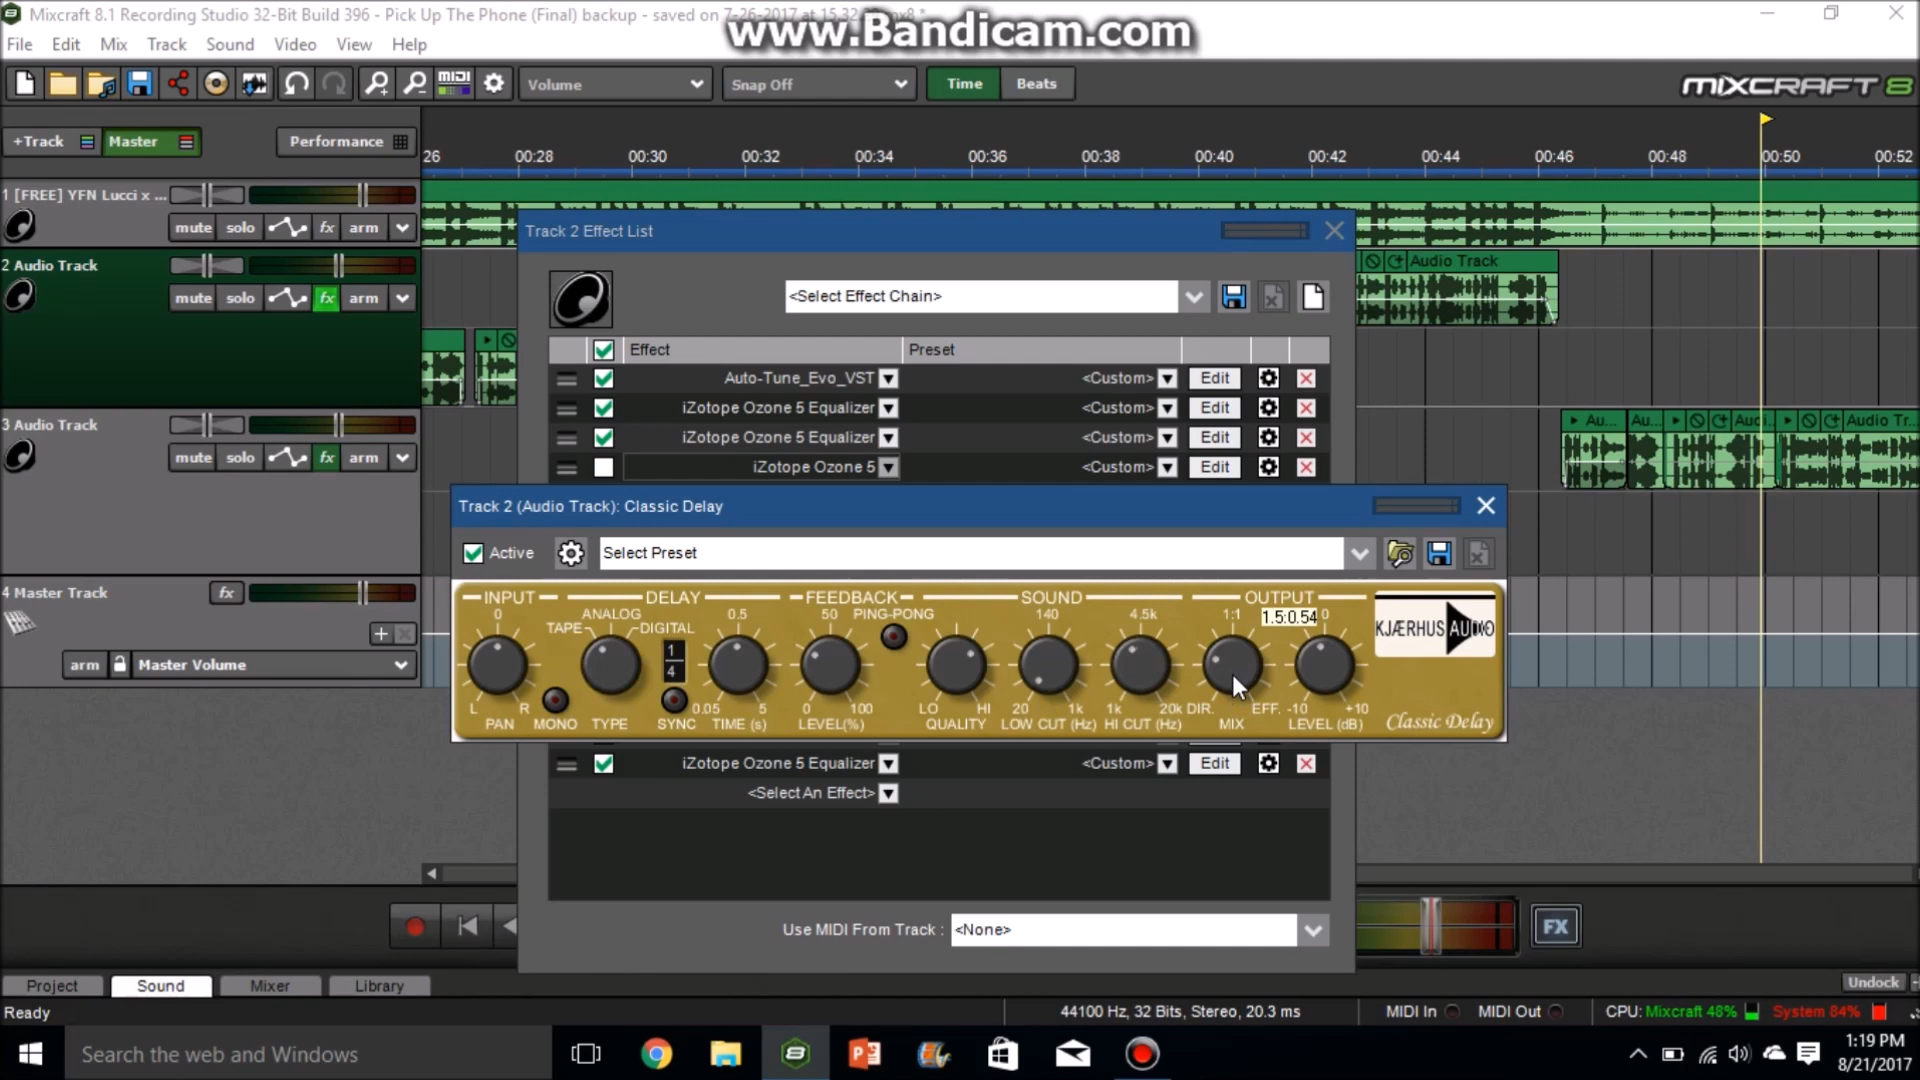 Mixcraft 8.1 Recording Studio 32-Bit Build 396 - Pick Up The Phone (Final) backup - saved on 7-26-2017 at 15.32
www.Bandicam.com
File Edit Mix Track Sound Video View Help
MIDI Volume Snap Off Time Beats MIXCRAFT 8
+Track Master Performance
26 00:28 00:30 00:32 00:34 00:36 00:38 00:40 00:42 00:44 00:46 00:48 00:50 00:52
1 [FREE] YFN Lucci x ...
mute solo fx arm
Track 2 Effect List
2 Audio Track
Audio Track
mute solo fx arm
<Select Effect Chain>
Effect Preset
Auto-Tune_Evo_VST <Custom> Edit
iZotope Ozone 5 Equalizer <Custom> Edit
iZotope Ozone 5 Equalizer <Custom> Edit
iZotope Ozone 5 <Custom> Edit
3 Audio Track
Au... Au... Audi... Audio Tr...
mute solo fx arm
Track 2 (Audio Track): Classic Delay
Active Select Preset
INPUT DELAY FEEDBACK SOUND OUTPUT
0 ANALOG 0.5 50 PING-PONG 140 4.5k 1:1 1.5:0.54 0
TAPE DIGITAL
KJÆRHUS AUDIO
1
4
L R 0.05 5 0 100 LO HI 20 1k 1k 20k DIR. EFF. -10 +10
PAN MONO TYPE SYNC TIME (s) LEVEL(%) QUALITY LOW CUT (Hz) HI CUT (Hz) MIX LEVEL (dB)
Classic Delay
4 Master Track fx
arm Master Volume
iZotope Ozone 5 Equalizer <Custom> Edit
<Select An Effect>
Use MIDI From Track : <None>
FX
Project Sound Mixer Library Undock
Ready 44100 Hz, 32 Bits, Stereo, 20.3 ms MIDI In MIDI Out CPU: Mixcraft 48% System 84%
Search the web and Windows
1:19 PM
8/21/2017